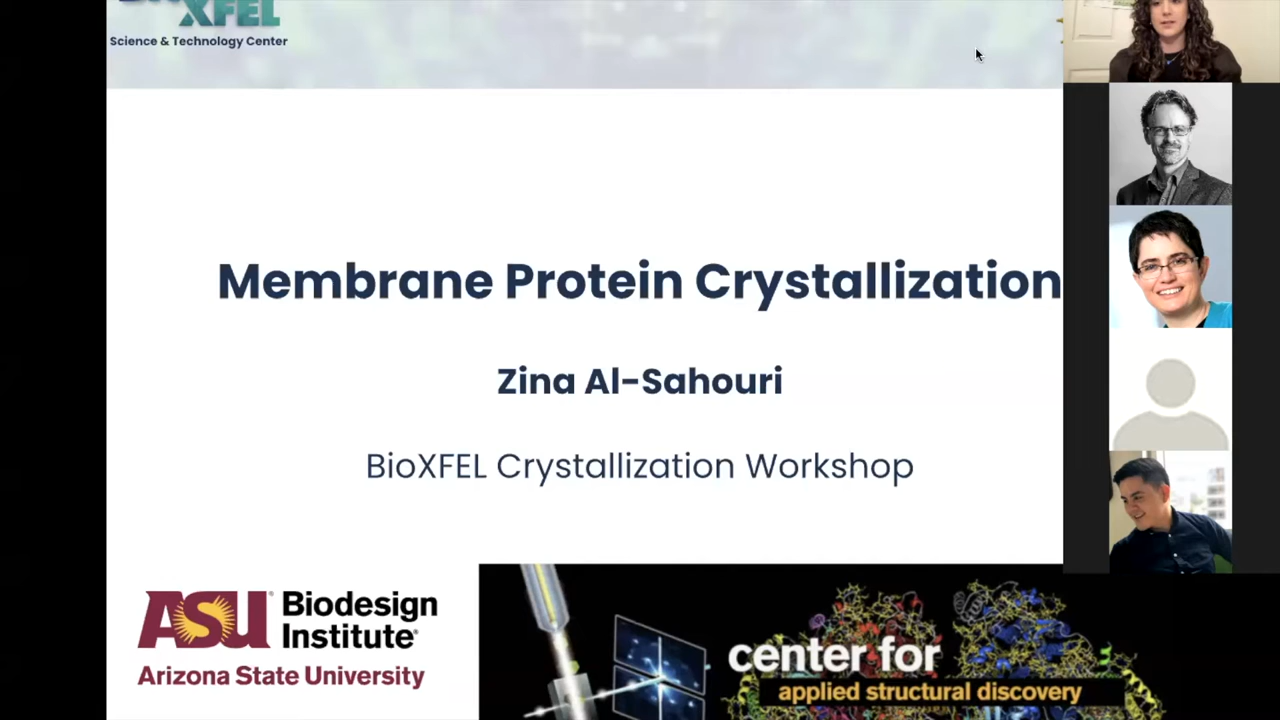 XFEL
Science & Technology Center
Membrane Protein Crystallization
Zina Al-Sahouri
BioXFEL Crystallization Workshop
ASU Biodesign
Institute
Arizona State University
center for
applied structural discovery